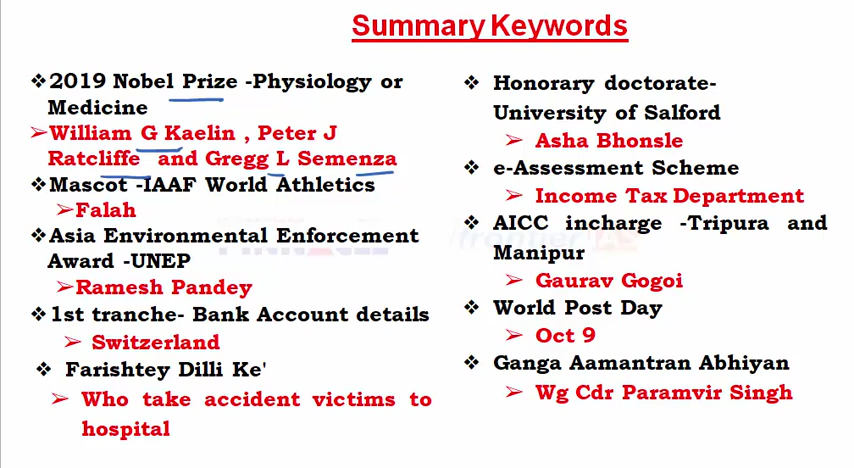 Summary Keywords
❖2019 Nobel Prize -Physiology or
Medicine
➢William G Kaelin , Peter J
Ratcliffe and Gregg L Semenza
❖Mascot -IAAF World Athletics
➢Falah
❖Asia Environmental Enforcement
Award -UNEP
➢Ramesh Pandey
❖1st tranche- Bank Account details
➢ Switzerland
❖ Farishtey Dilli Ke'
➢ Who take accident victims to
hospital
❖ Honorary doctorate-
University of Salford
➢ Asha Bhonsle
❖ e-Assessment Scheme
➢ Income Tax Department
❖ AICC incharge -Tripura and
Manipur
➢ Gaurav Gogoi
❖ World Post Day
➢ Oct 9
❖ Ganga Aamantran Abhiyan
➢ Wg Cdr Paramvir Singh